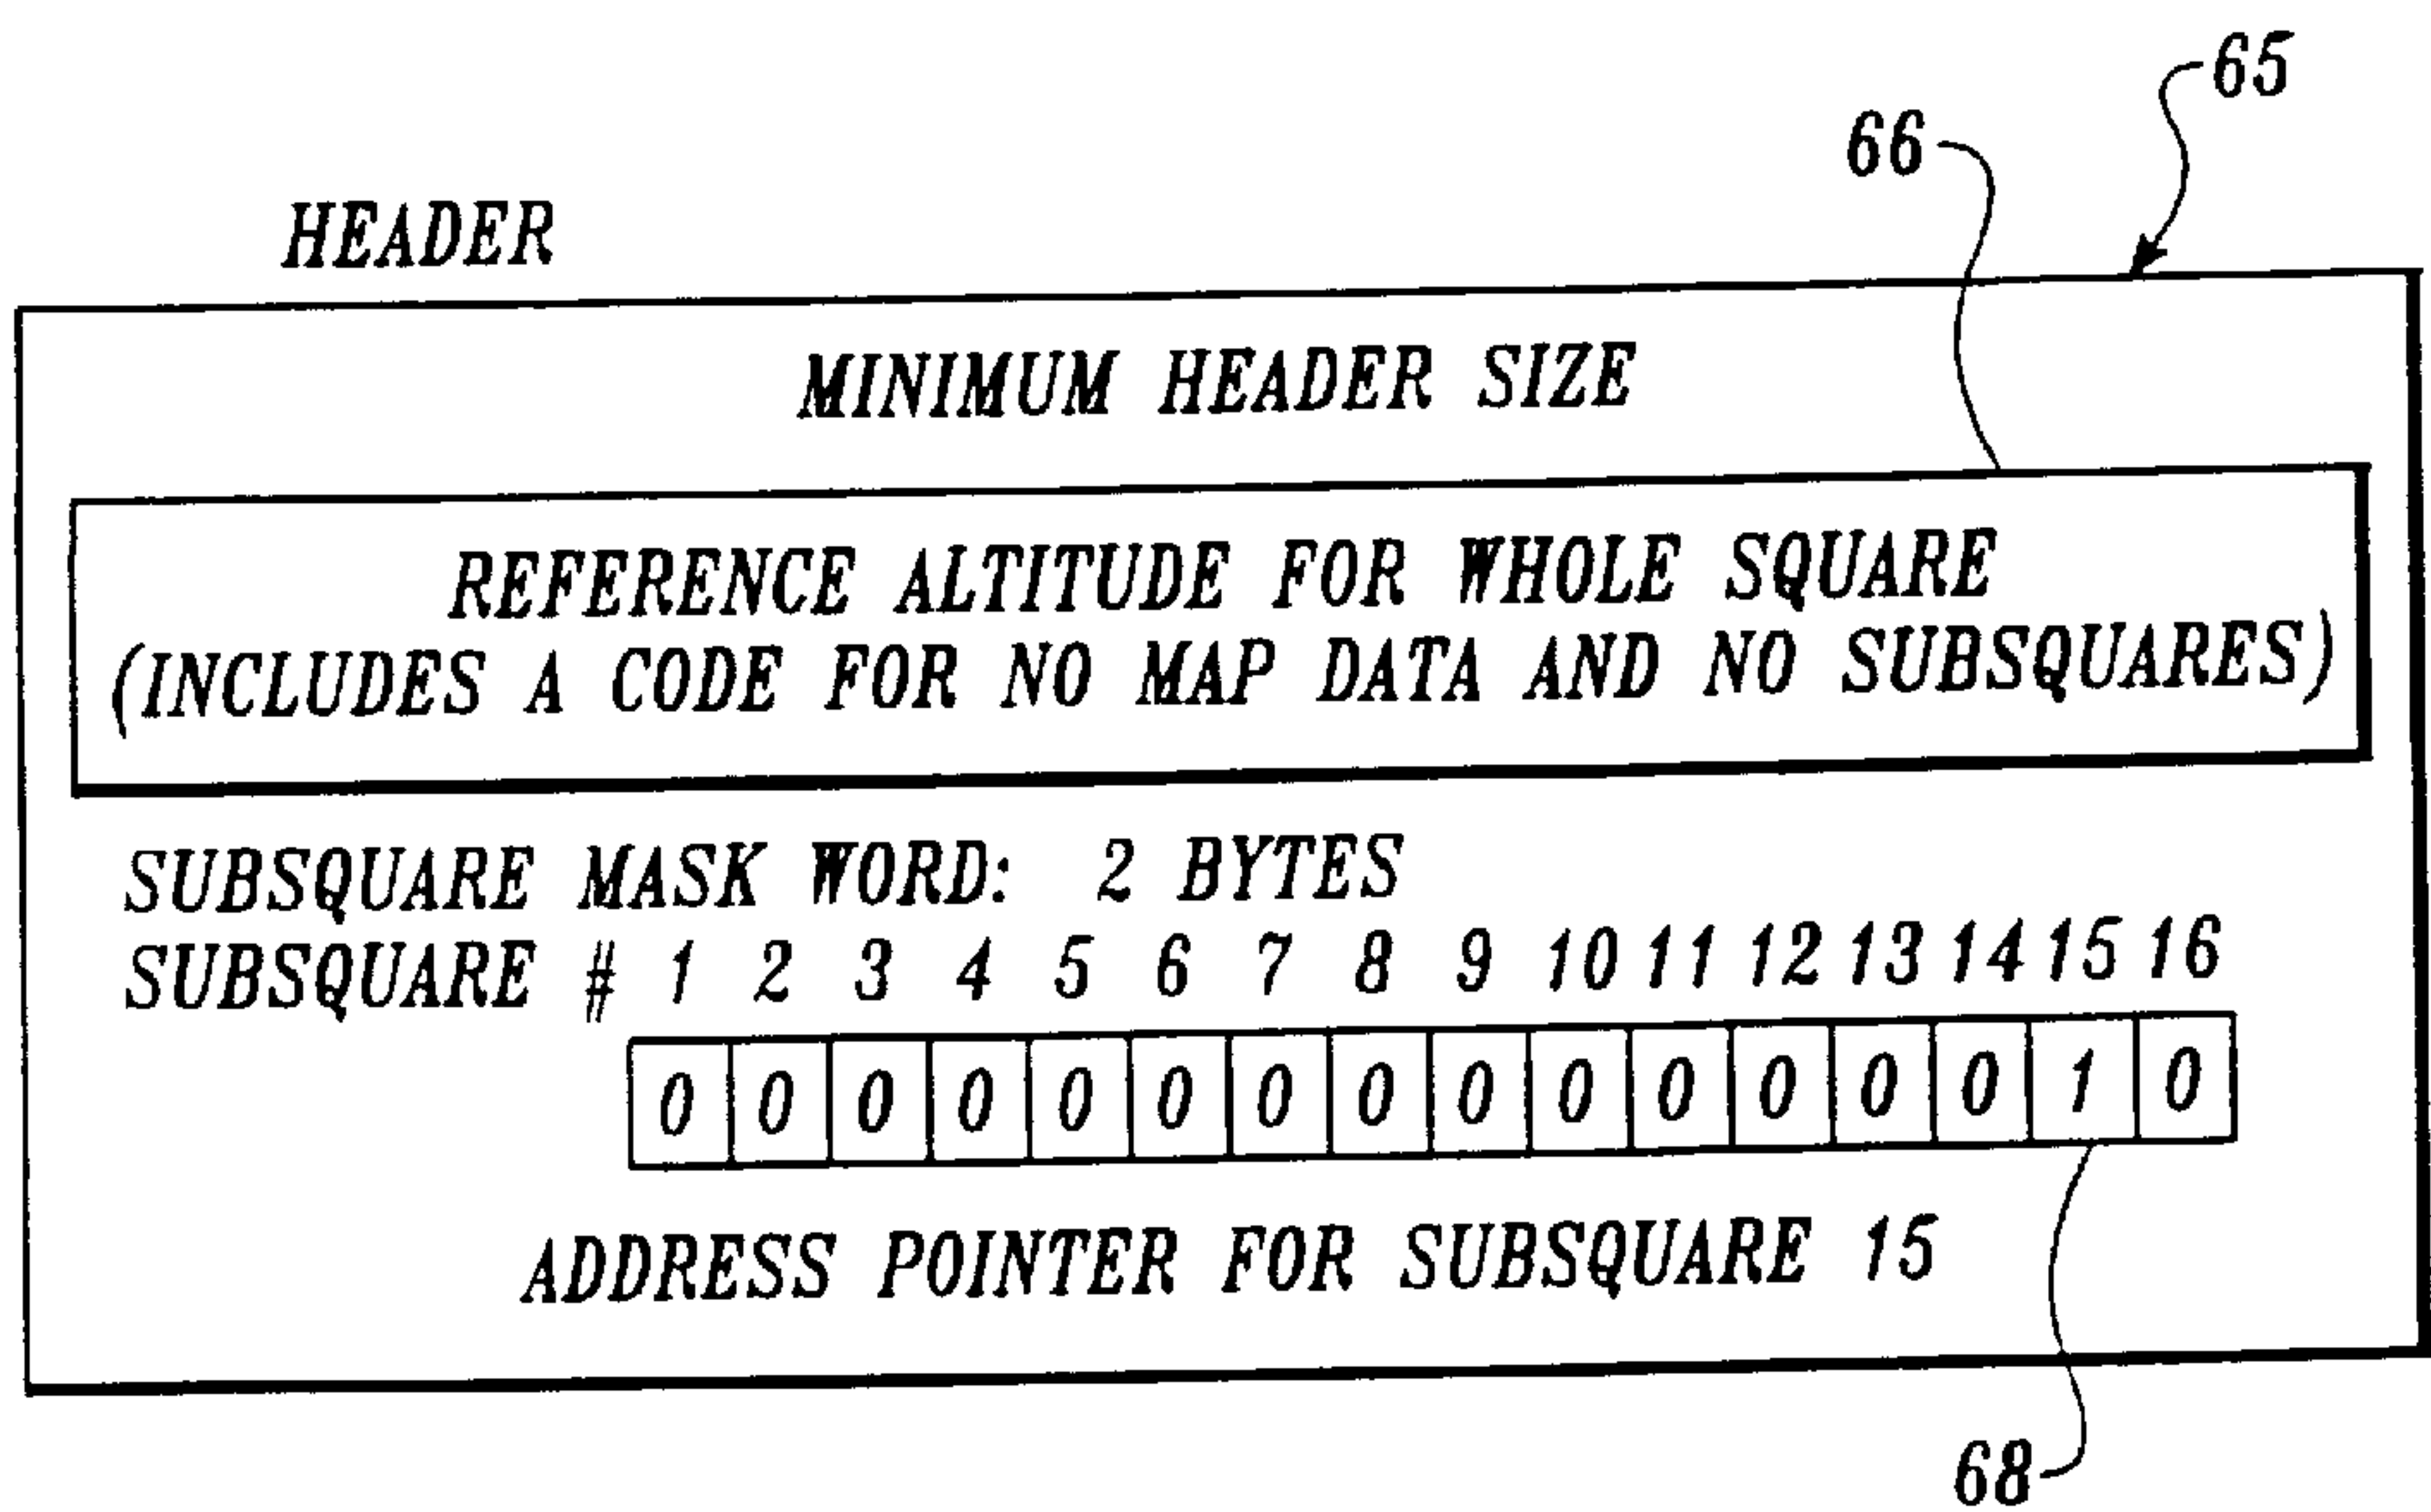 65
66
HEADER
MINIMUM HEADER SIZE
REFERENCE ALTITUDE FOR WHOLE SQUARE
(INCLUDES A CODE FOR NO MAP DATA AND NO SUBSQUARES)
SUBSQUARE MASK WORD: 2 BYTES
SUBSQUARE # 1 2 3 4 5 6 7 8 9 10 11 12 13 14 15 16
0 0 0 0 0 0 0 0 0 0 0 0 0 0 1 0
ADDRESS POINTER FOR SUBSQUARE 15
68